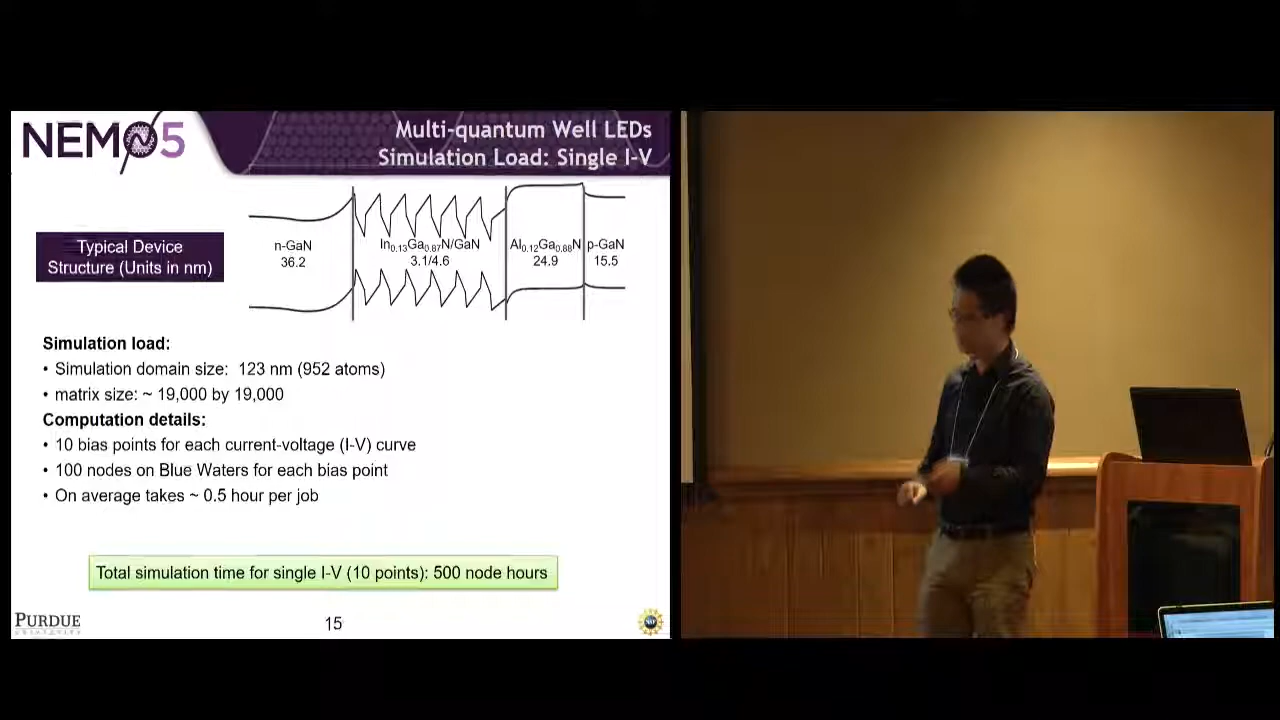 NEMO5
Multi-quantum Well LEDs
Simulation Load: Single I-V
Typical Device
Structure (Units in nm)
n-GaN
36.2
In0.13Ga0.87N/GaN
3.1/4.6
Al0.12Ga0.88N
24.9
p-GaN
15.5
Simulation load:
• Simulation domain size: 123 nm (952 atoms)
• matrix size: ~ 19,000 by 19,000
Computation details:
• 10 bias points for each current-voltage (I-V) curve
• 100 nodes on Blue Waters for each bias point
• On average takes ~ 0.5 hour per job
Total simulation time for single I-V (10 points): 500 node hours
PURDUE
15